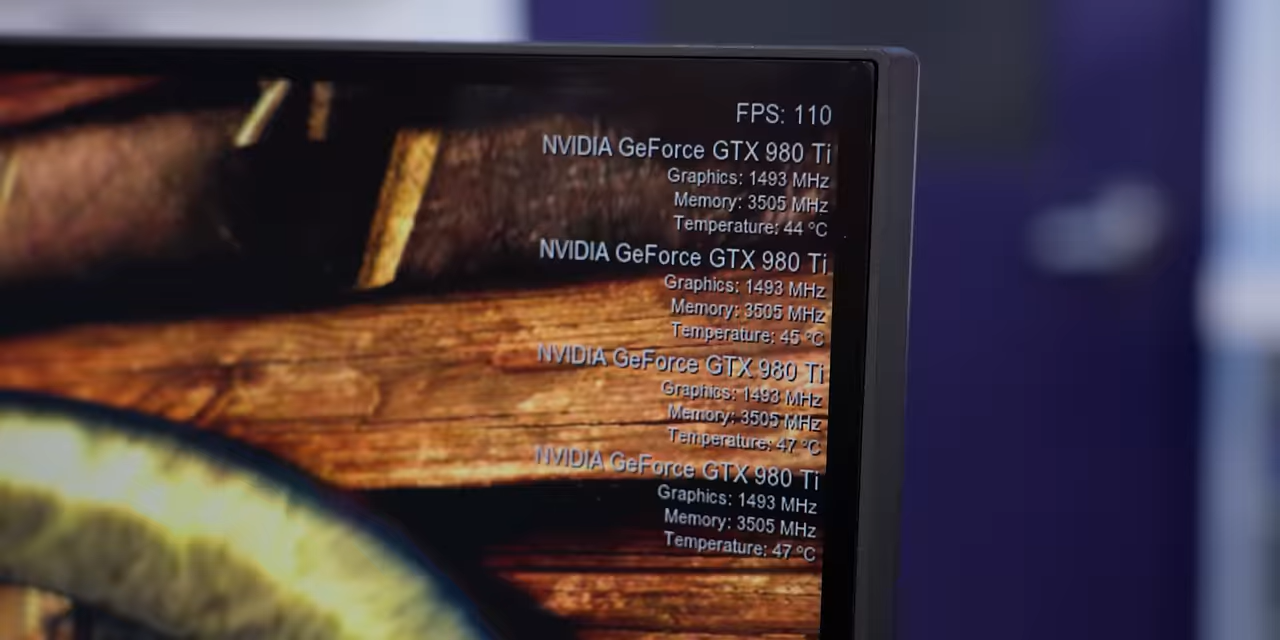 FPS: 110
NVIDIA GeForce GTX 980 Ti
Graphics: 1493 MHz
Memory: 3505 MHz
Temperature: 44 °C
NVIDIA GeForce GTX 980 Ti
Graphics: 1493 MHz
Memory: 3505 MHz
Temperature: 45 °C
NVIDIA GeForce GTX 980 Ti
Graphics: 1493 MHz
Memory: 3505 MHz
Temperature: 47 °C
NVIDIA GeForce GTX 980 Ti
Graphics: 1493 MHz
Memory: 3505 MHz
Temperature: 47 °C